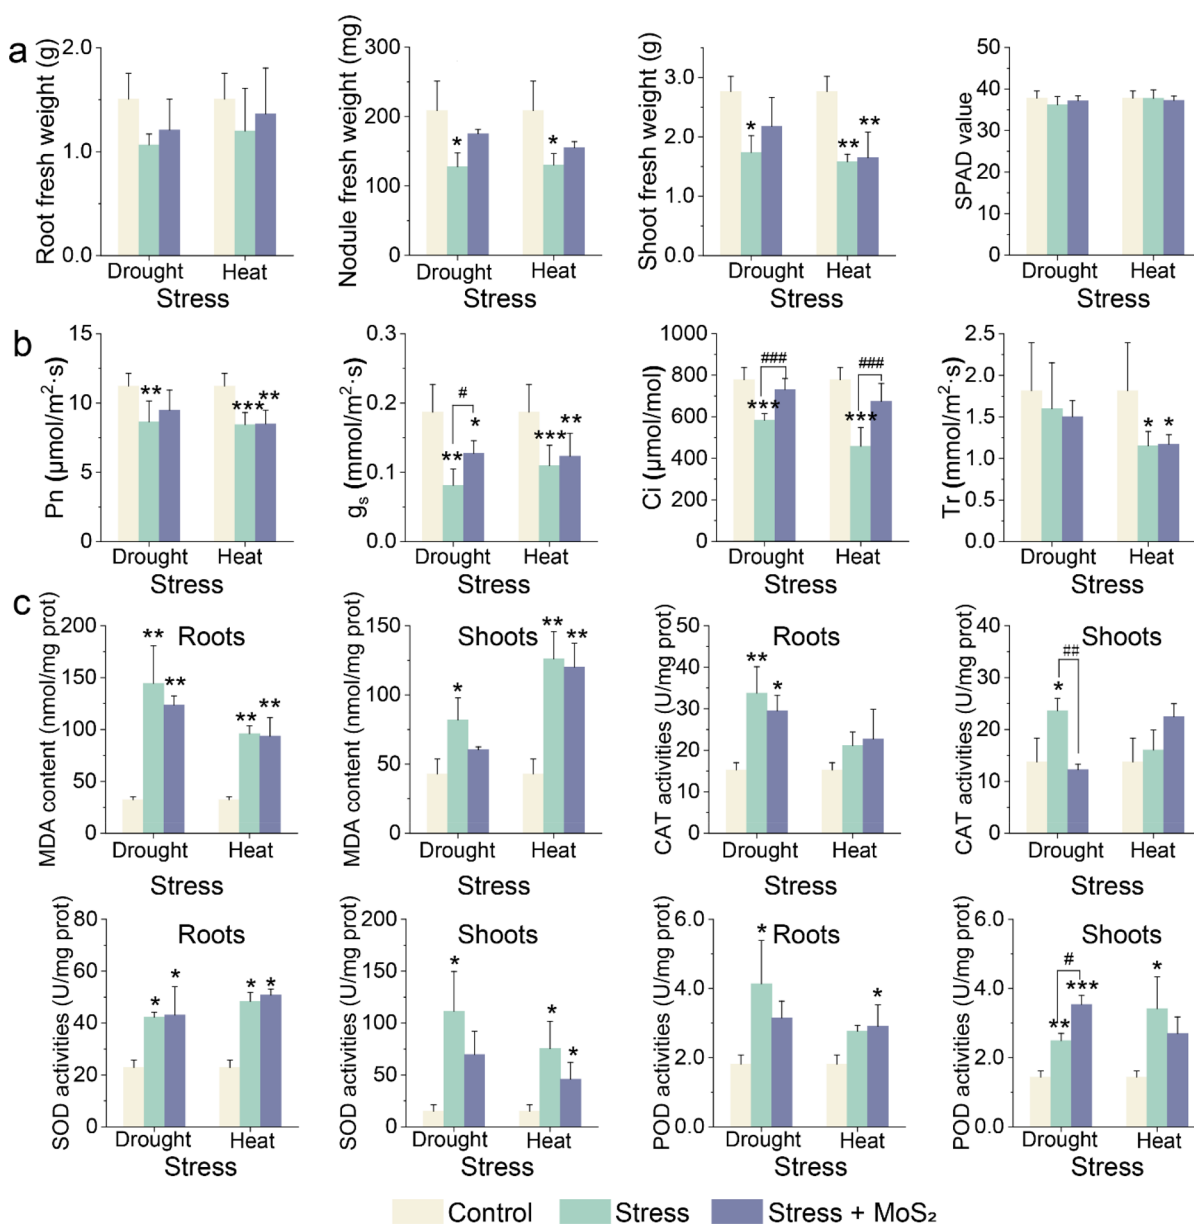 a
Root fresh weight (g)
2.0
1.0
0.0
Drought Heat
Stress
Nodule fresh weight (mg)
300
200
100
0
Drought Heat
Stress
Shoot fresh weight (g)
3.0
2.0
1.0
0.0
* ** **
Drought Heat
Stress
SPAD value
50
40
30
20
10
0
Drought Heat
Stress
b
Pn (µmol/m²·s)
15
10
5
0
** *** **
Drought Heat
Stress
gₛ (mmol/m²·s)
0.3
0.2
0.1
0.0
#
** * *** **
Drought Heat
Stress
Ci (µmol/mol)
1000
800
600
400
200
0
### ###
*** ***
Drought Heat
Stress
Tr (mmol/m²·s)
2.5
2.0
1.5
1.0
0.5
0.0
* *
Drought Heat
Stress
c
MDA content (nmol/mg prot)
200
150
100
50
0
Roots
** ** ** **
Drought Heat
Stress
MDA content (nmol/mg prot)
150
100
50
0
Shoots
* ** **
Drought Heat
Stress
CAT activities (U/mg prot)
50
40
30
20
10
0
Roots
** *
Drought Heat
Stress
CAT activities (U/mg prot)
40
30
20
10
0
Shoots
##
*
Drought Heat
Stress
SOD activities (U/mg prot)
80
60
40
20
0
Roots
* * * *
Drought Heat
Stress
SOD activities (U/mg prot)
200
150
100
50
0
Shoots
* * *
Drought Heat
Stress
POD activities (U/mg prot)
6.0
4.0
2.0
0.0
Roots
* *
Drought Heat
Stress
POD activities (U/mg prot)
6.0
4.0
2.0
0.0
Shoots
#
** *** *
Drought Heat
Stress
Control Stress Stress + MoS₂